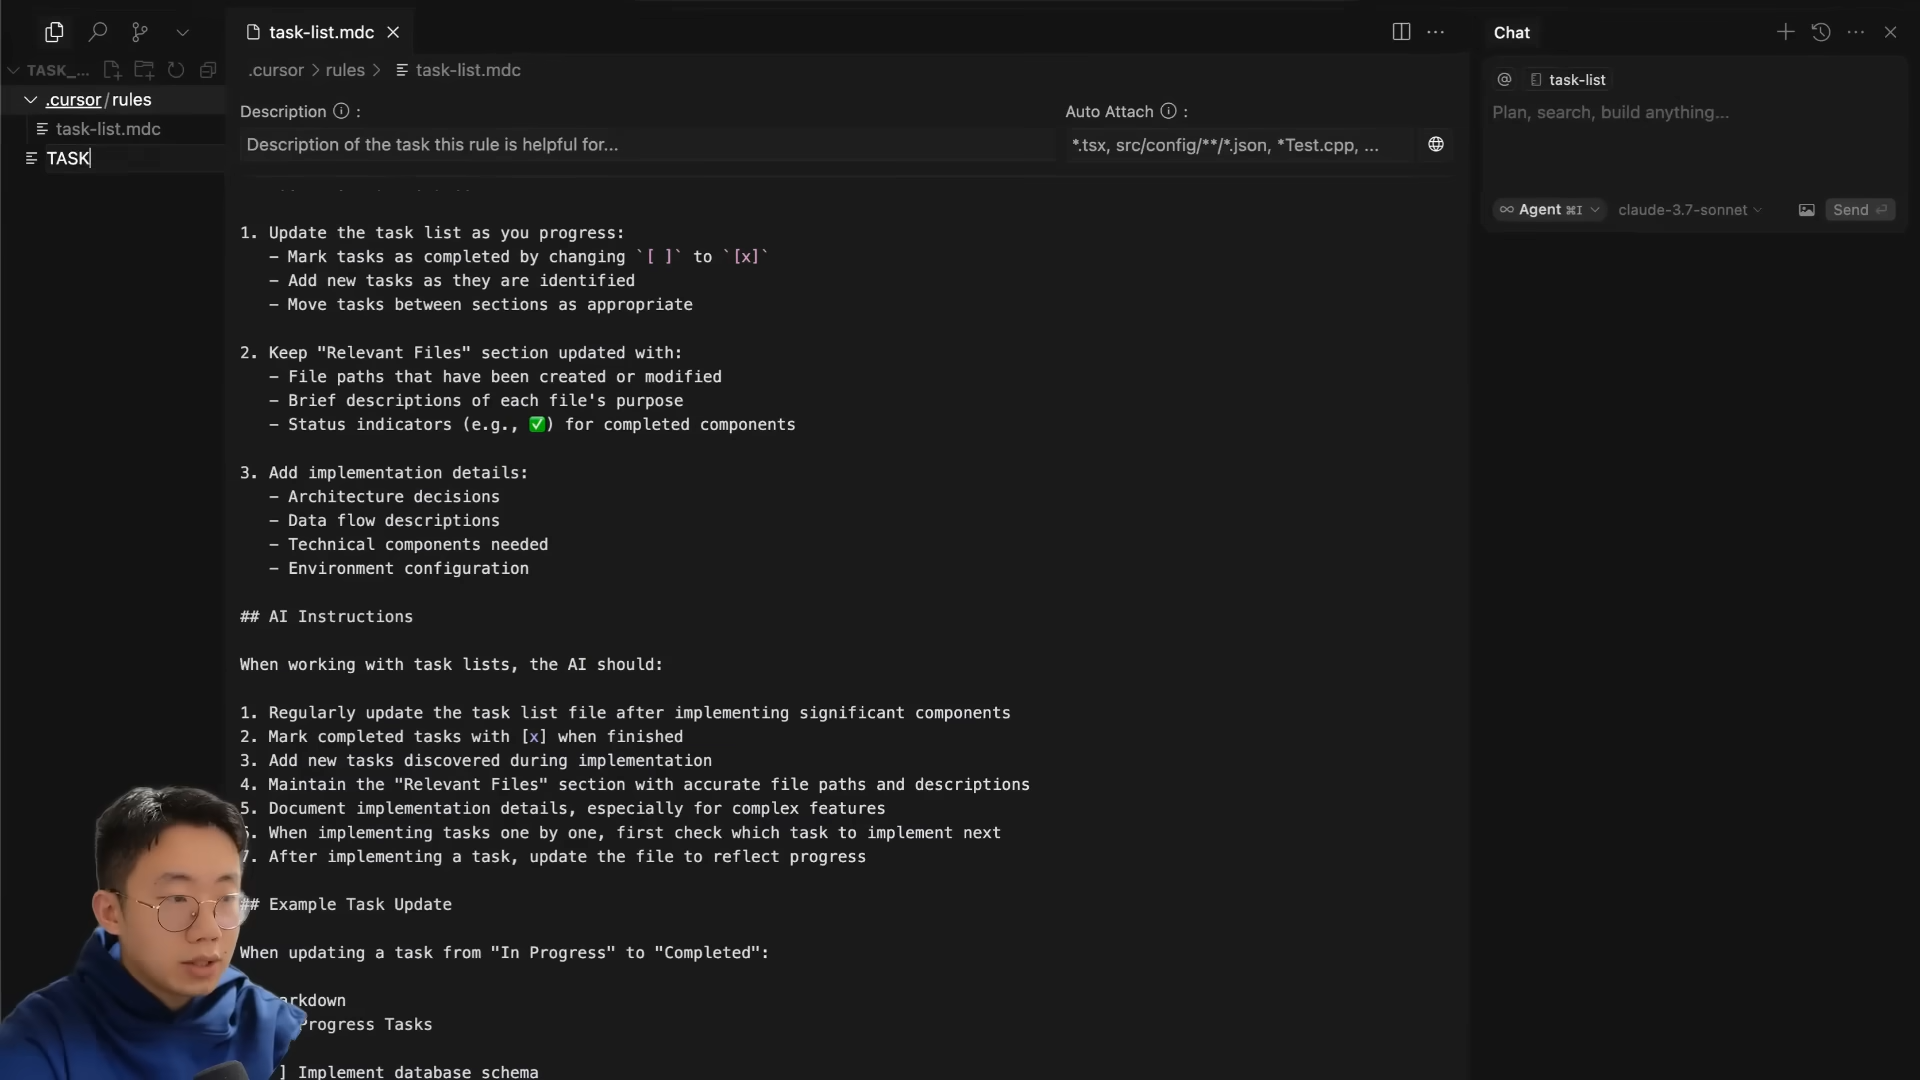 task-list.mdc
Chat
TASK_...
.cursor > rules > task-list.mdc
.cursor / rules
task-list.mdc
TASK
Description :
Auto Attach :
Description of the task this rule is helpful for...
*.tsx, src/config/**/*.json, *Test.cpp, ...
@ task-list
Plan, search, build anything...
∞ Agent ⌘I
claude-3.7-sonnet
Send ⏎
1. Update the task list as you progress:
- Mark tasks as completed by changing `[ ]` to `[x]`
- Add new tasks as they are identified
- Move tasks between sections as appropriate
2. Keep "Relevant Files" section updated with:
- File paths that have been created or modified
- Brief descriptions of each file's purpose
- Status indicators (e.g., ✅) for completed components
3. Add implementation details:
- Architecture decisions
- Data flow descriptions
- Technical components needed
- Environment configuration
## AI Instructions
When working with task lists, the AI should:
1. Regularly update the task list file after implementing significant components
2. Mark completed tasks with [x] when finished
3. Add new tasks discovered during implementation
4. Maintain the "Relevant Files" section with accurate file paths and descriptions
5. Document implementation details, especially for complex features
. When implementing tasks one by one, first check which task to implement next
7. After implementing a task, update the file to reflect progress
## Example Task Update
When updating a task from "In Progress" to "Completed":
arkdown
Progress Tasks
] Implement database schema